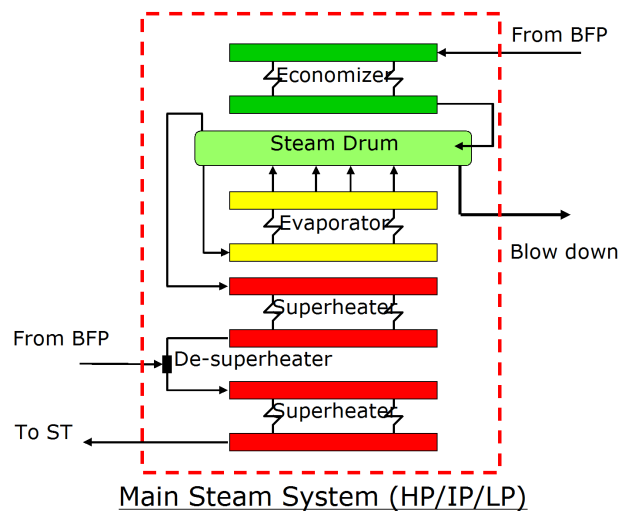 From BFP
Economizer
Steam Drum
Evaporator
Blow down
Superheater
From BFP
De-superheater
Superheater
To ST
Main Steam System (HP/IP/LP)